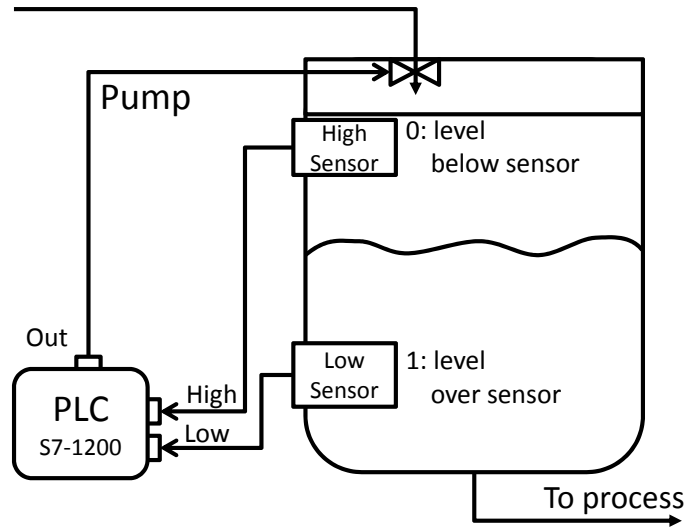 Pump
High
Sensor
0: level
below sensor
Out
Low
Sensor
1: level
over sensor
PLC
S7-1200
High
Low
To process